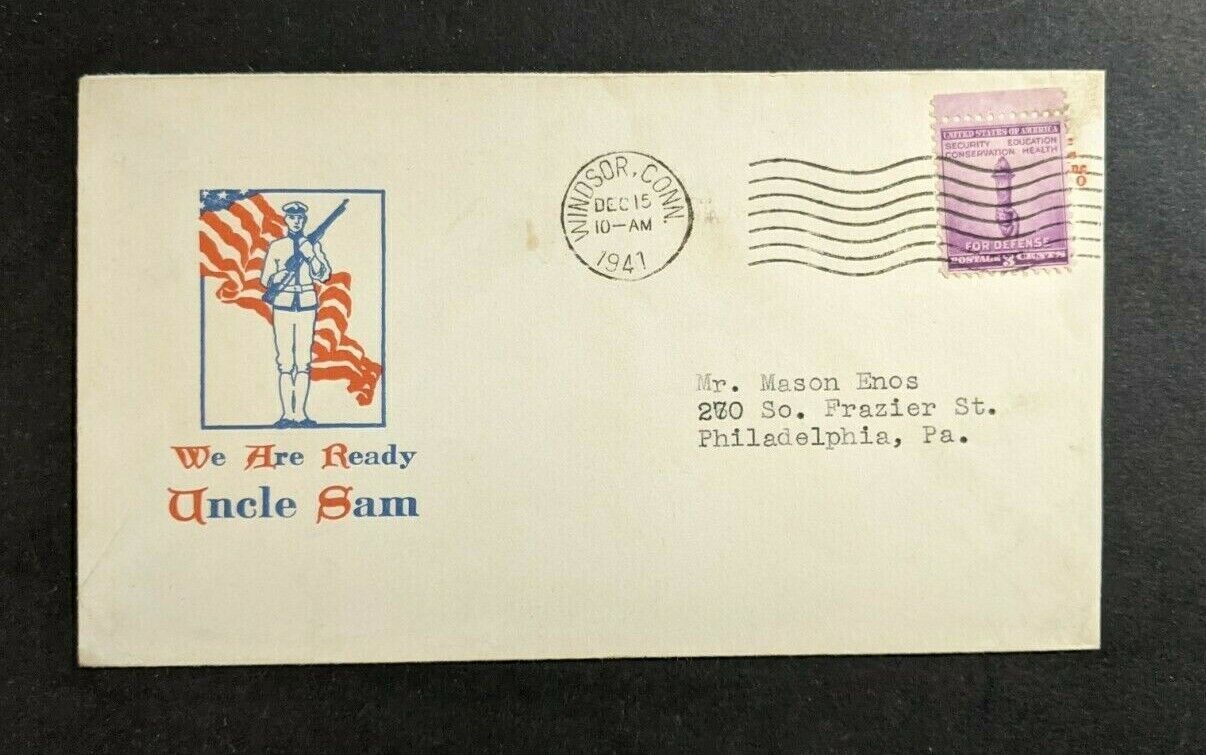 WINDSOR, CONN.
DEC 15
10-AM
1941
UNITED STATES OF AMERICA
SECURITY EDUCATION
CONSERVATION HEALTH
FOR DEFENSE
POSTAGE 3 CENTS
Mr. Mason Enos
270 So. Frazier St.
Philadelphia, Pa.
We Are Ready
Uncle Sam